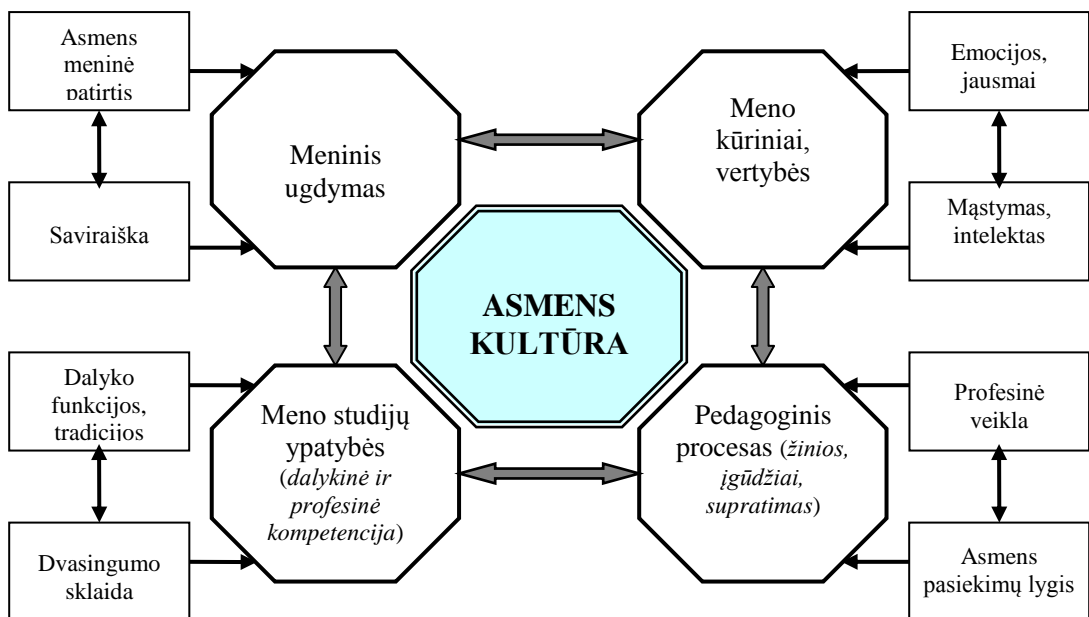 Asmens
meninė
patirtis
Saviraiška
Meninis
ugdymas
Meno
kūriniai,
vertybės
Emocijos,
jausmai
Mąstymas,
intelektas
ASMENS
KULTŪRA
Dalyko
funkcijos,
tradicijos
Dvasingumo
sklaida
Meno studijų
ypatybės
(dalykinė ir
profesinė
kompetencija)
Pedagoginis
procesas (žinios,
įgūdžiai,
supratimas)
Profesinė
veikla
Asmens
pasiekimų lygis